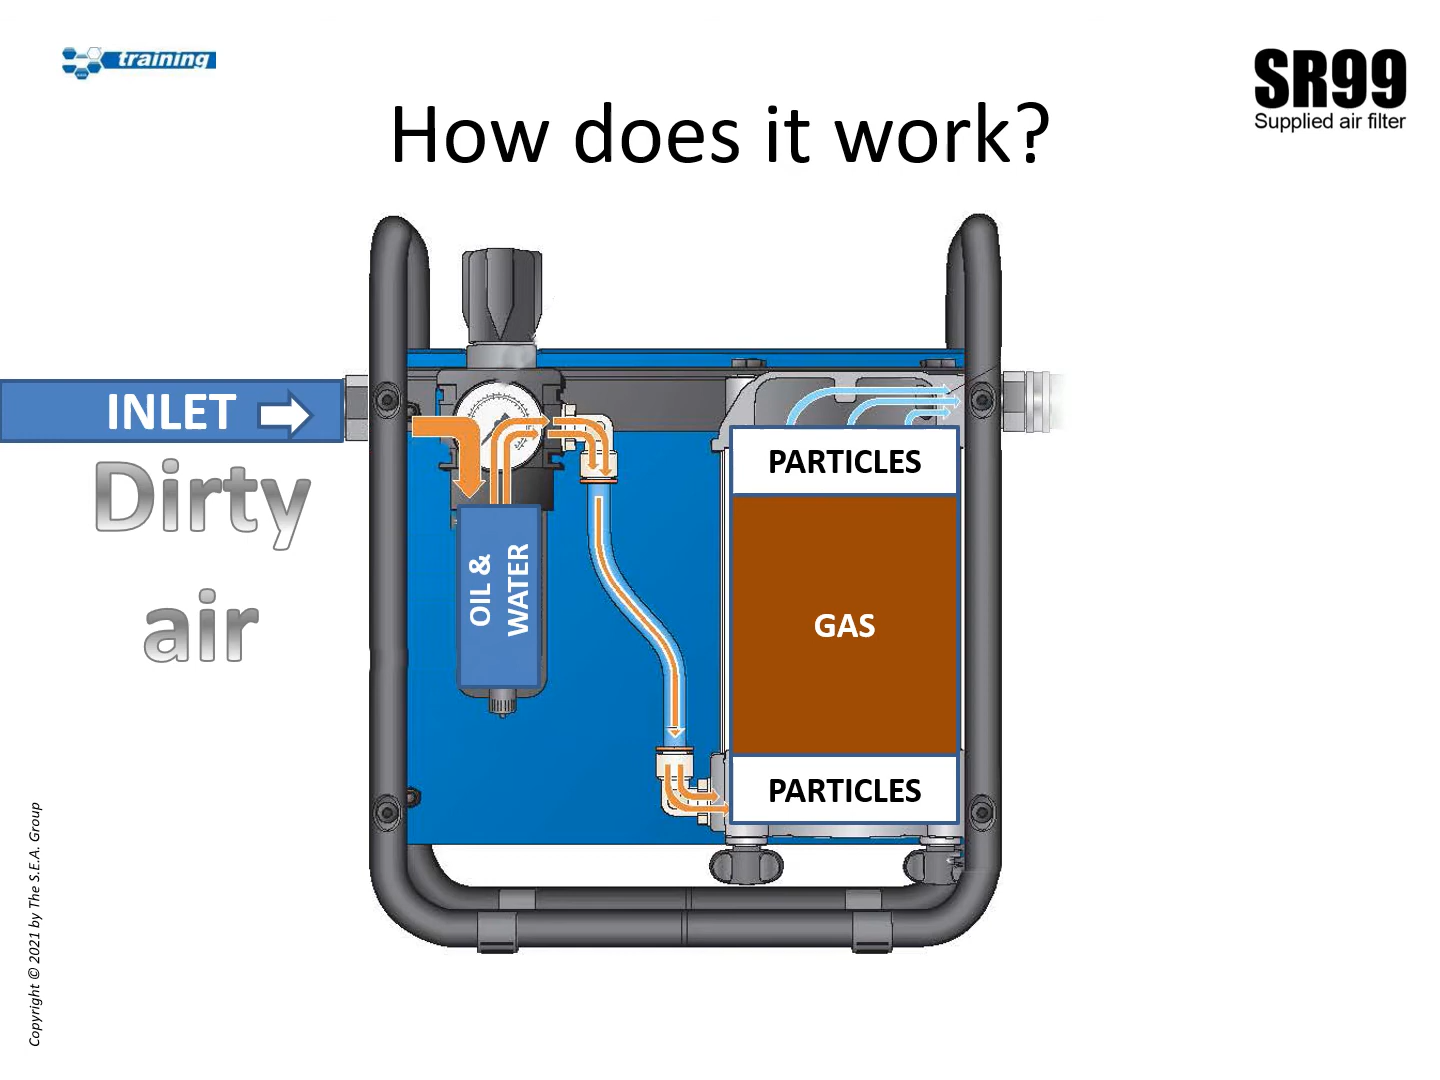 training
SR99
Supplied air filter
How does it work?
INLET
Dirty
air
OIL &
WATER
PARTICLES
GAS
PARTICLES
Copyright © 2021 by The S.E.A. Group